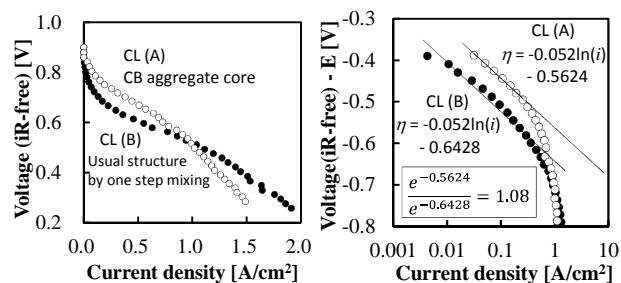 Voltage (iR-free) [V]
1.0
0.8
0.6
0.4
0.2
CL (A)
CB aggregate core
CL (B)
Usual structure
by one step mixing
0.0
0.5
1.0
1.5
2.0
Current density [A/cm²]
Voltage(iR-free) - E [V]
-0.3
-0.4
-0.5
-0.6
-0.7
-0.8
CL (A)
η = -0.052ln(i)
- 0.5624
CL (B)
η = -0.052ln(i)
- 0.6428
e^-0.5624 / e^-0.6428 = 1.08
0.001
0.01
0.1
1
10
Current density [A/cm²]